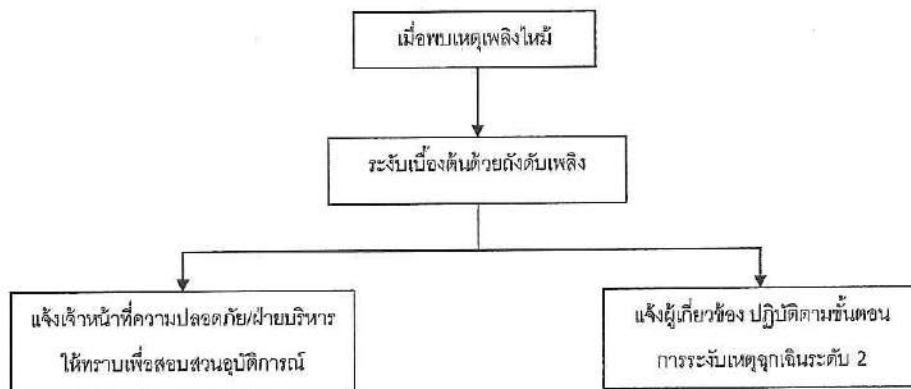 เมื่อพบเหตุเพลิงไหม้
ระงับเบื้องต้นด้วยถังดับเพลิง
แจ้งเจ้าหน้าที่ความปลอดภัย/ฝ่ายบริหาร
ให้ทราบเพื่อสอบสวนอุบัติการณ์
แจ้งผู้เกี่ยวข้อง ปฏิบัติตามขั้นตอน
การระงับเหตุฉุกเฉินระดับ 2